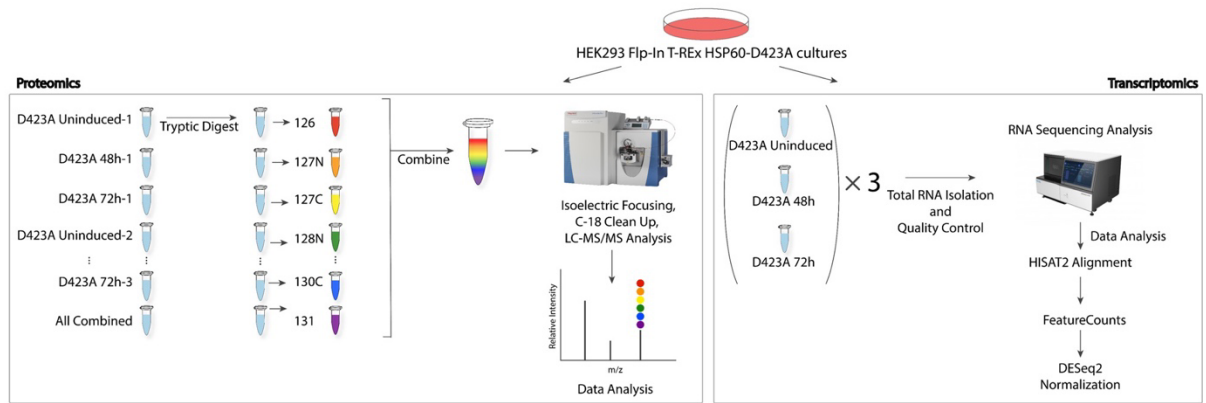 HEK293 Flp-In T-REx HSP60-D423A cultures
Proteomics
D423A Uninduced-1
Tryptic Digest
126
D423A 48h-1
127N
D423A 72h-1
127C
D423A Uninduced-2
128N
...
...
...
...
D423A 72h-3
130C
All Combined
131
Combine
Isoelectric Focusing,
C-18 Clean Up,
LC-MS/MS Analysis
Relative Intensity
m/z
Data Analysis
Transcriptomics
D423A Uninduced
D423A 48h
D423A 72h
× 3
Total RNA Isolation
and
Quality Control
RNA Sequencing Analysis
Data Analysis
HISAT2 Alignment
FeatureCounts
DESeq2
Normalization